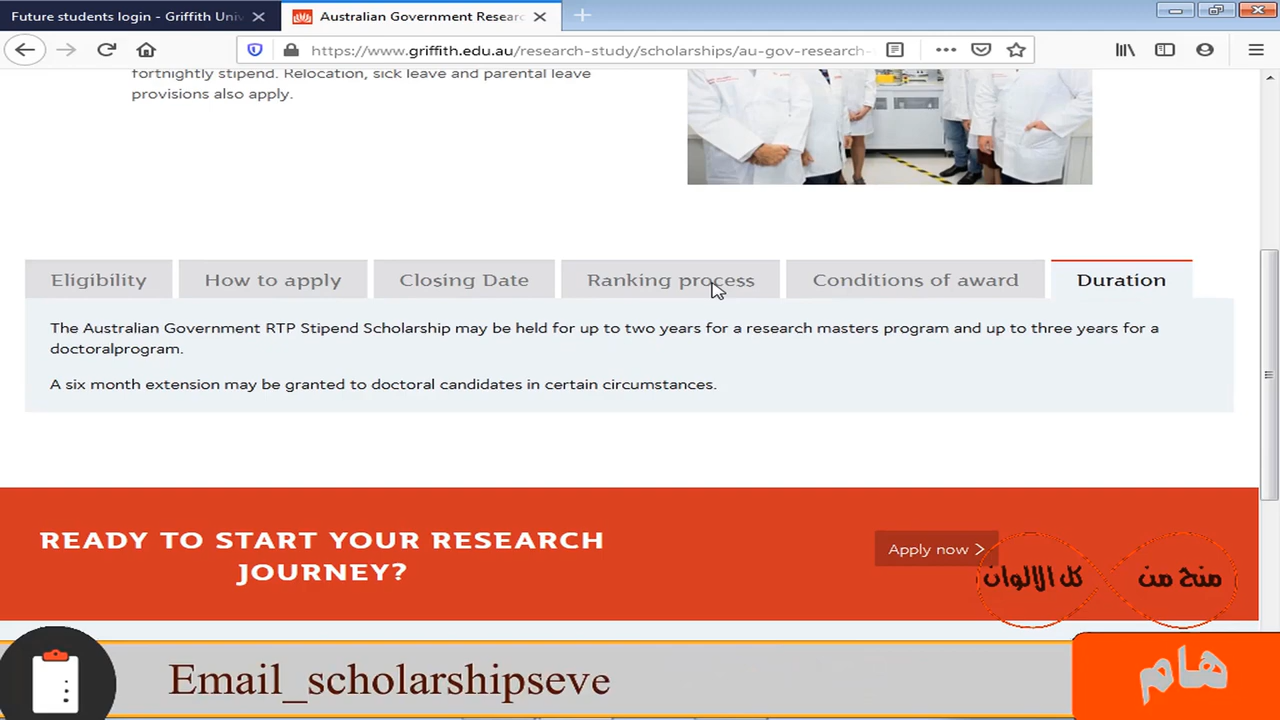 Future students login - Griffith Univ
Australian Government Researc
https://www.griffith.edu.au/research-study/scholarships/au-gov-research-
fortnightly stipend. Relocation, sick leave and parental leave
provisions also apply.
Eligibility
How to apply
Closing Date
Ranking process
Conditions of award
Duration
The Australian Government RTP Stipend Scholarship may be held for up to two years for a research masters program and up to three years for a
doctoralprogram.
A six month extension may be granted to doctoral candidates in certain circumstances.
READY TO START YOUR RESEARCH
JOURNEY?
Apply now >
منح من كل الالوان
Email_scholarshipseve
هام